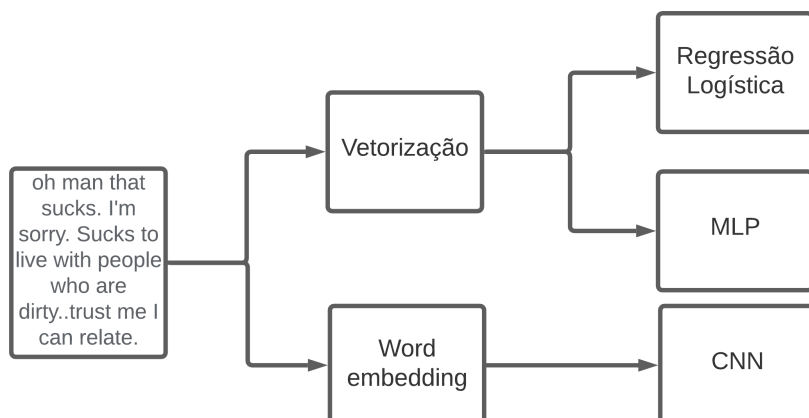 oh man that
sucks. I'm
sorry. Sucks to
live with people
who are
dirty..trust me I
can relate.
Vetorização
Regressão
Logística
MLP
Word
embedding
CNN